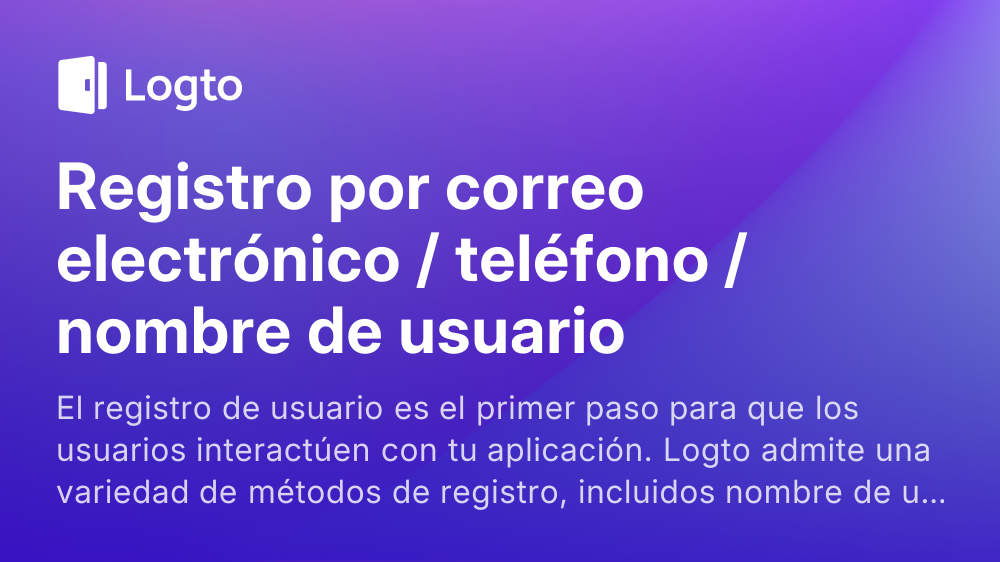 Logto
Registro por correo
electrónico / teléfono /
nombre de usuario
El registro de usuario es el primer paso para que los
usuarios interactúen con tu aplicación. Logto admite una
variedad de métodos de registro, incluidos nombre de u...